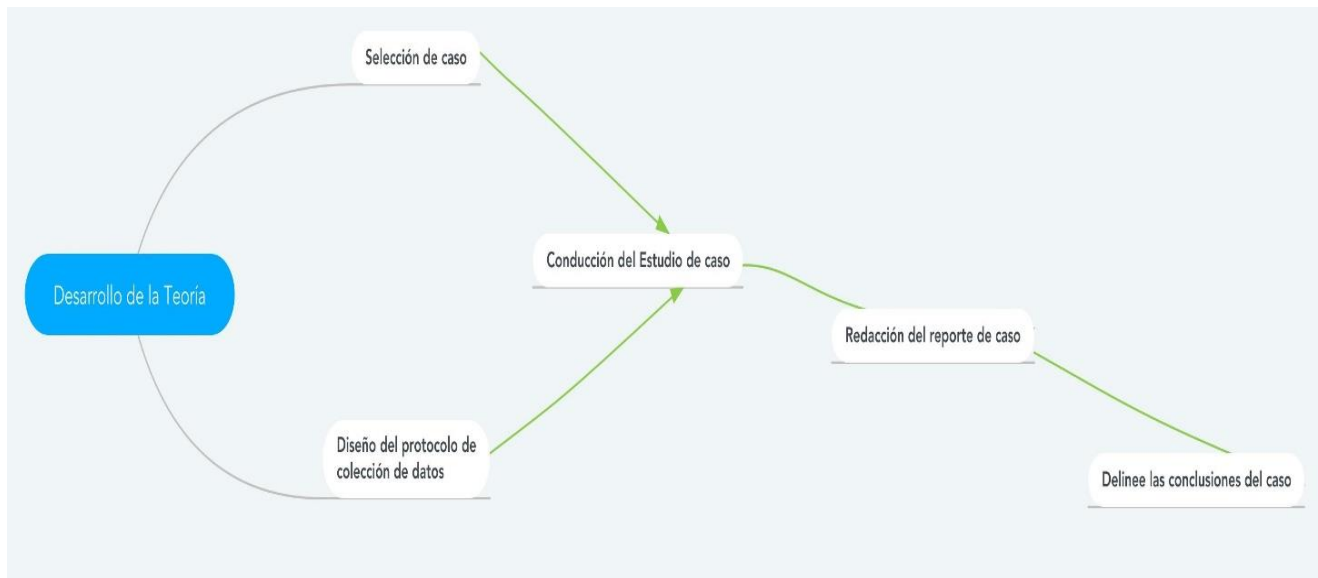 Selección de caso
Desarrollo de la Teoría
Conducción del Estudio de caso
Redacción del reporte de caso
Diseño del protocolo de
colección de datos
Delinee las conclusiones del caso